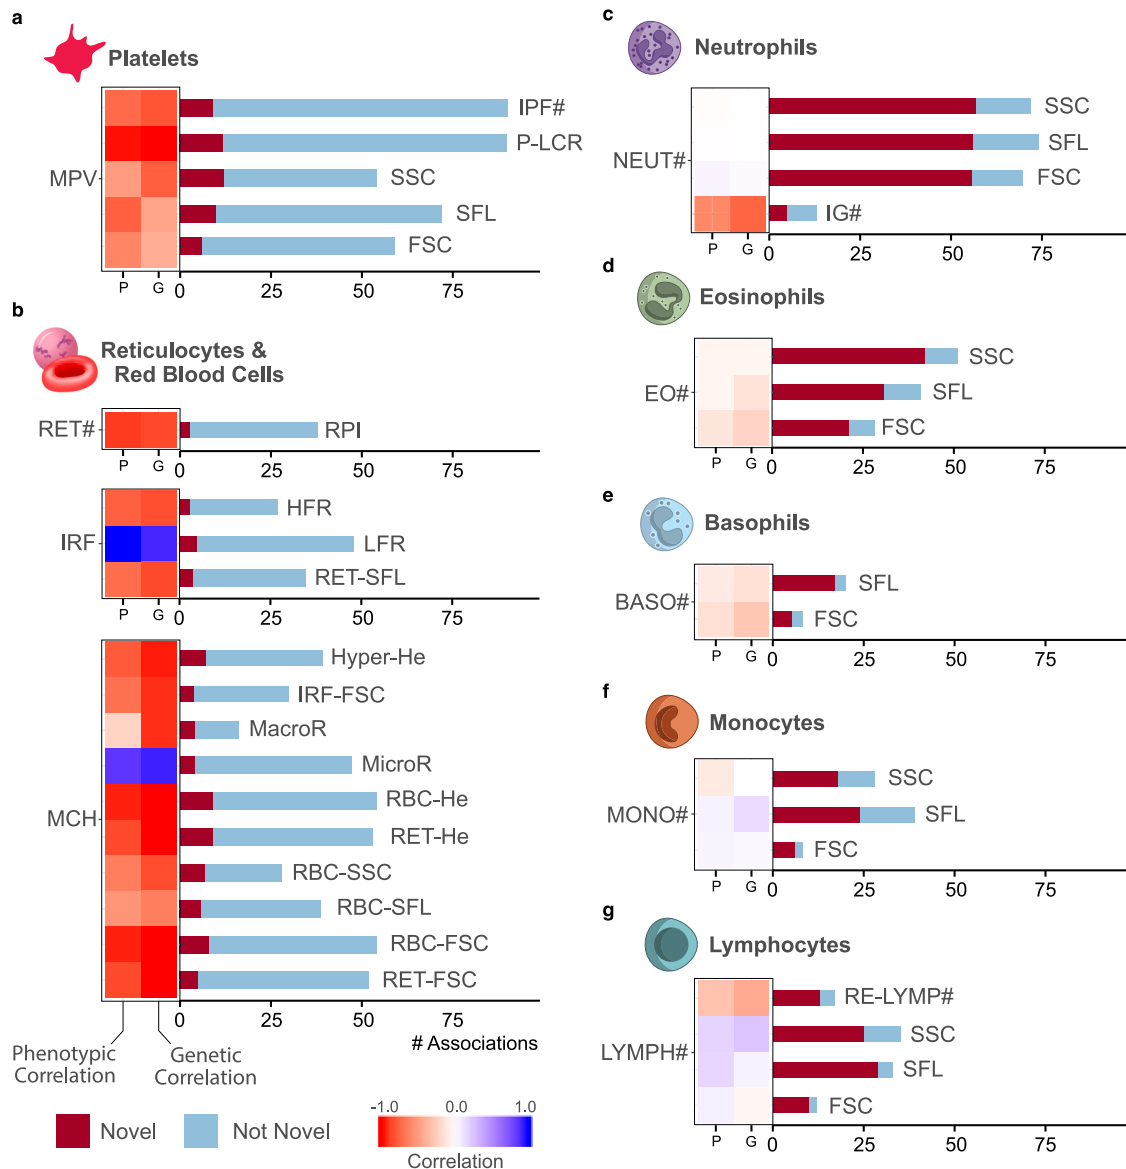 a
Platelets
MPV
IPF#
P-LCR
SSC
SFL
FSC
P G 0 25 50 75
b
Reticulocytes &
Red Blood Cells
RET#
RPI
P G 0 25 50 75
IRF
HFR
LFR
RET-SFL
P G 0 25 50 75
MCH
Hyper-He
IRF-FSC
MacroR
MicroR
RBC-He
RET-He
RBC-SSC
RBC-SFL
RBC-FSC
RET-FSC
0 25 50 75
# Associations
Phenotypic
Correlation
Genetic
Correlation
Novel
Not Novel
-1.0 0.0 1.0
Correlation
c
Neutrophils
NEUT#
SSC
SFL
FSC
IG#
P G 0 25 50 75
d
Eosinophils
EO#
SSC
SFL
FSC
P G 0 25 50 75
e
Basophils
BASO#
SFL
FSC
P G 0 25 50 75
f
Monocytes
MONO#
SSC
SFL
FSC
P G 0 25 50 75
g
Lymphocytes
LYMPH#
RE-LYMP#
SSC
SFL
FSC
P G 0 25 50 75